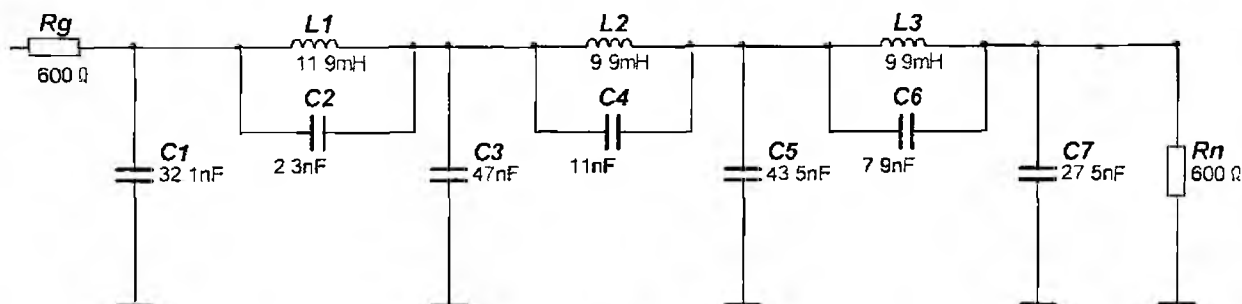 Rg
600 Ω
L1
11 9mH
C2
2 3nF
L2
9 9mH
C4
11nF
L3
9 9mH
C6
7 9nF
C1
32 1nF
C3
47nF
C5
43 5nF
C7
27 5nF
Rn
600 Ω